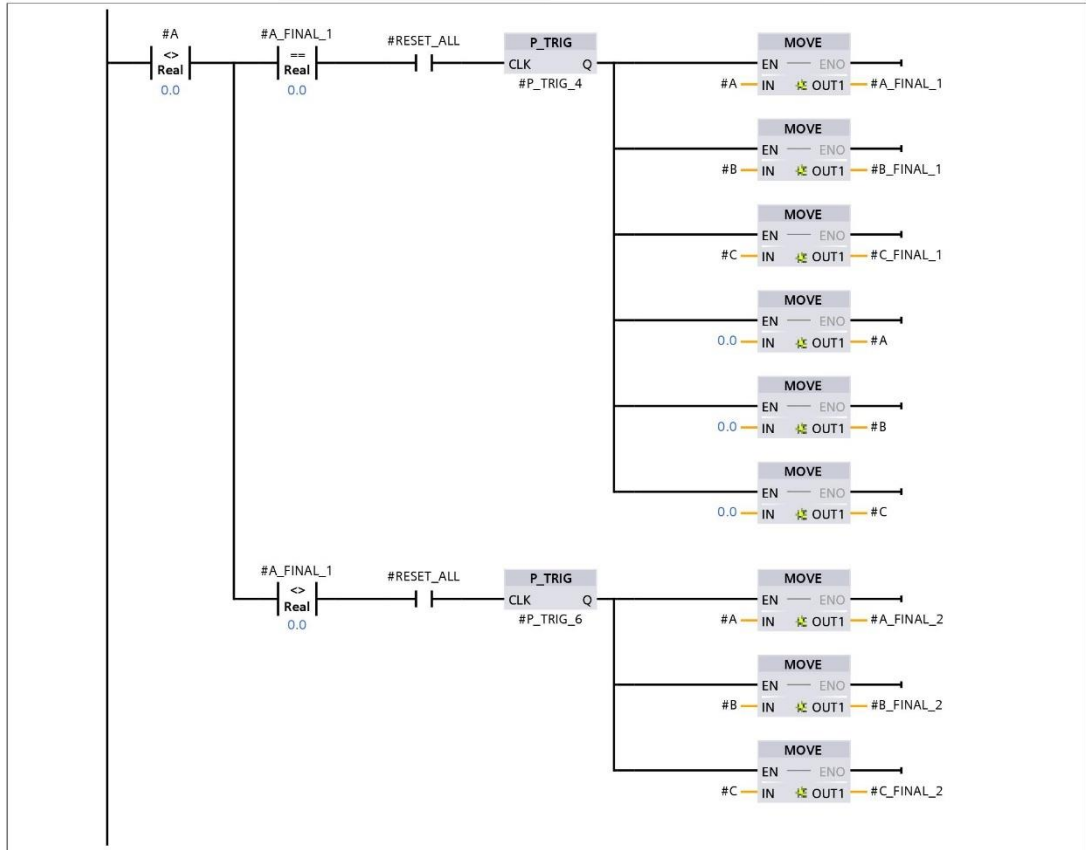 #A #A_FINAL_1 #RESET_ALL P_TRIG MOVE
<> == CLK Q EN ENO
Real Real #P_TRIG_4 #A IN OUT1 #A_FINAL_1
0.0 0.0
MOVE
EN ENO
#B IN OUT1 #B_FINAL_1
MOVE
EN ENO
#C IN OUT1 #C_FINAL_1
MOVE
EN ENO
0.0 IN OUT1 #A
MOVE
EN ENO
0.0 IN OUT1 #B
MOVE
EN ENO
0.0 IN OUT1 #C
#A_FINAL_1 #RESET_ALL P_TRIG MOVE
<> CLK Q EN ENO
Real #P_TRIG_6 #A IN OUT1 #A_FINAL_2
0.0
MOVE
EN ENO
#B IN OUT1 #B_FINAL_2
MOVE
EN ENO
#C IN OUT1 #C_FINAL_2